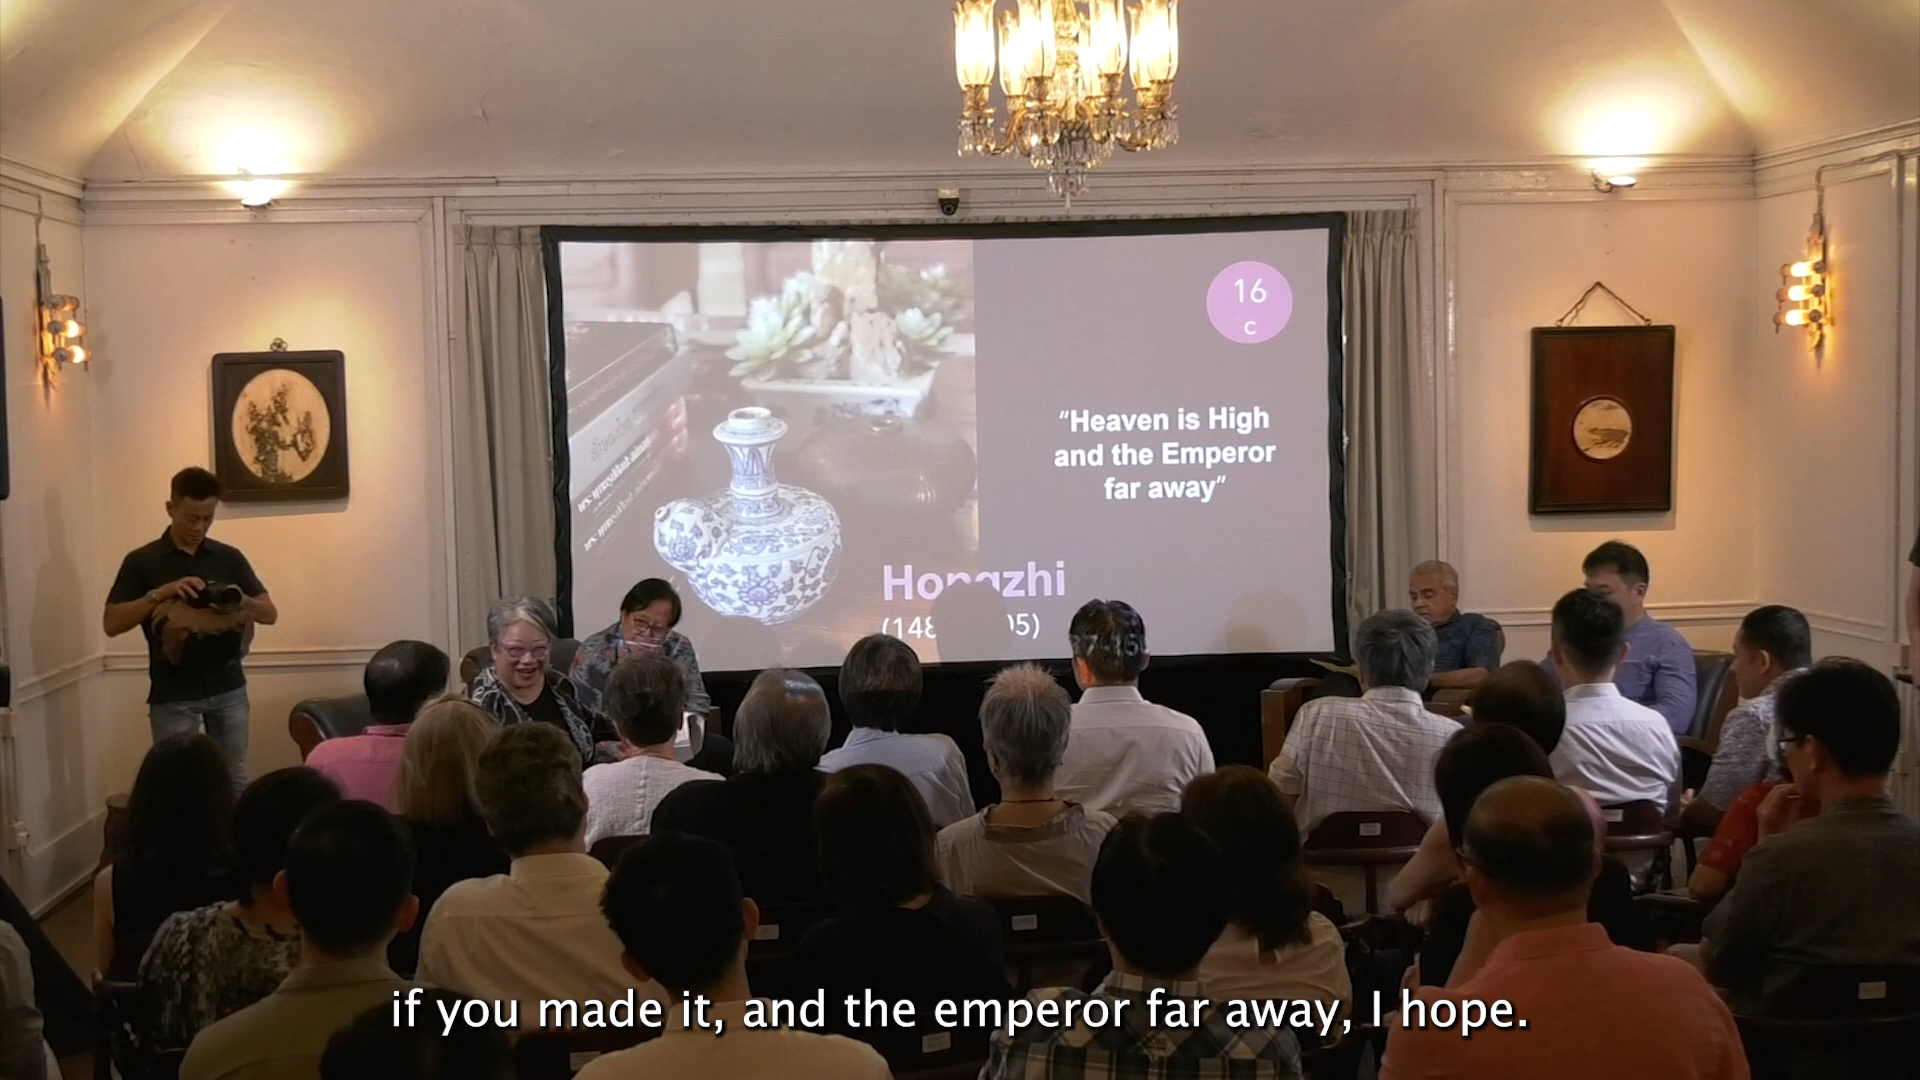 16
c
“Heaven is High
and the Emperor
far away”
if you made it, and the emperor far away, I hope.